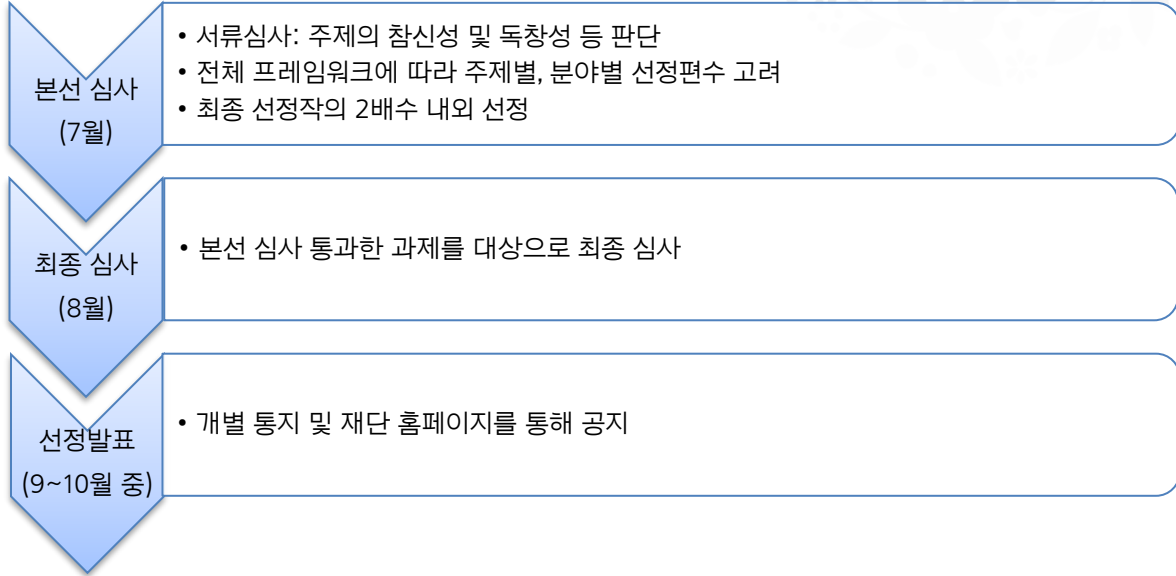 본선 심사
(7월)
• 서류심사: 주제의 참신성 및 독창성 등 판단
• 전체 프레임워크에 따라 주제별, 분야별 선정편수 고려
• 최종 선정작의 2배수 내외 선정
최종 심사
(8월)
• 본선 심사 통과한 과제를 대상으로 최종 심사
선정발표
(9~10월 중)
• 개별 통지 및 재단 홈페이지를 통해 공지